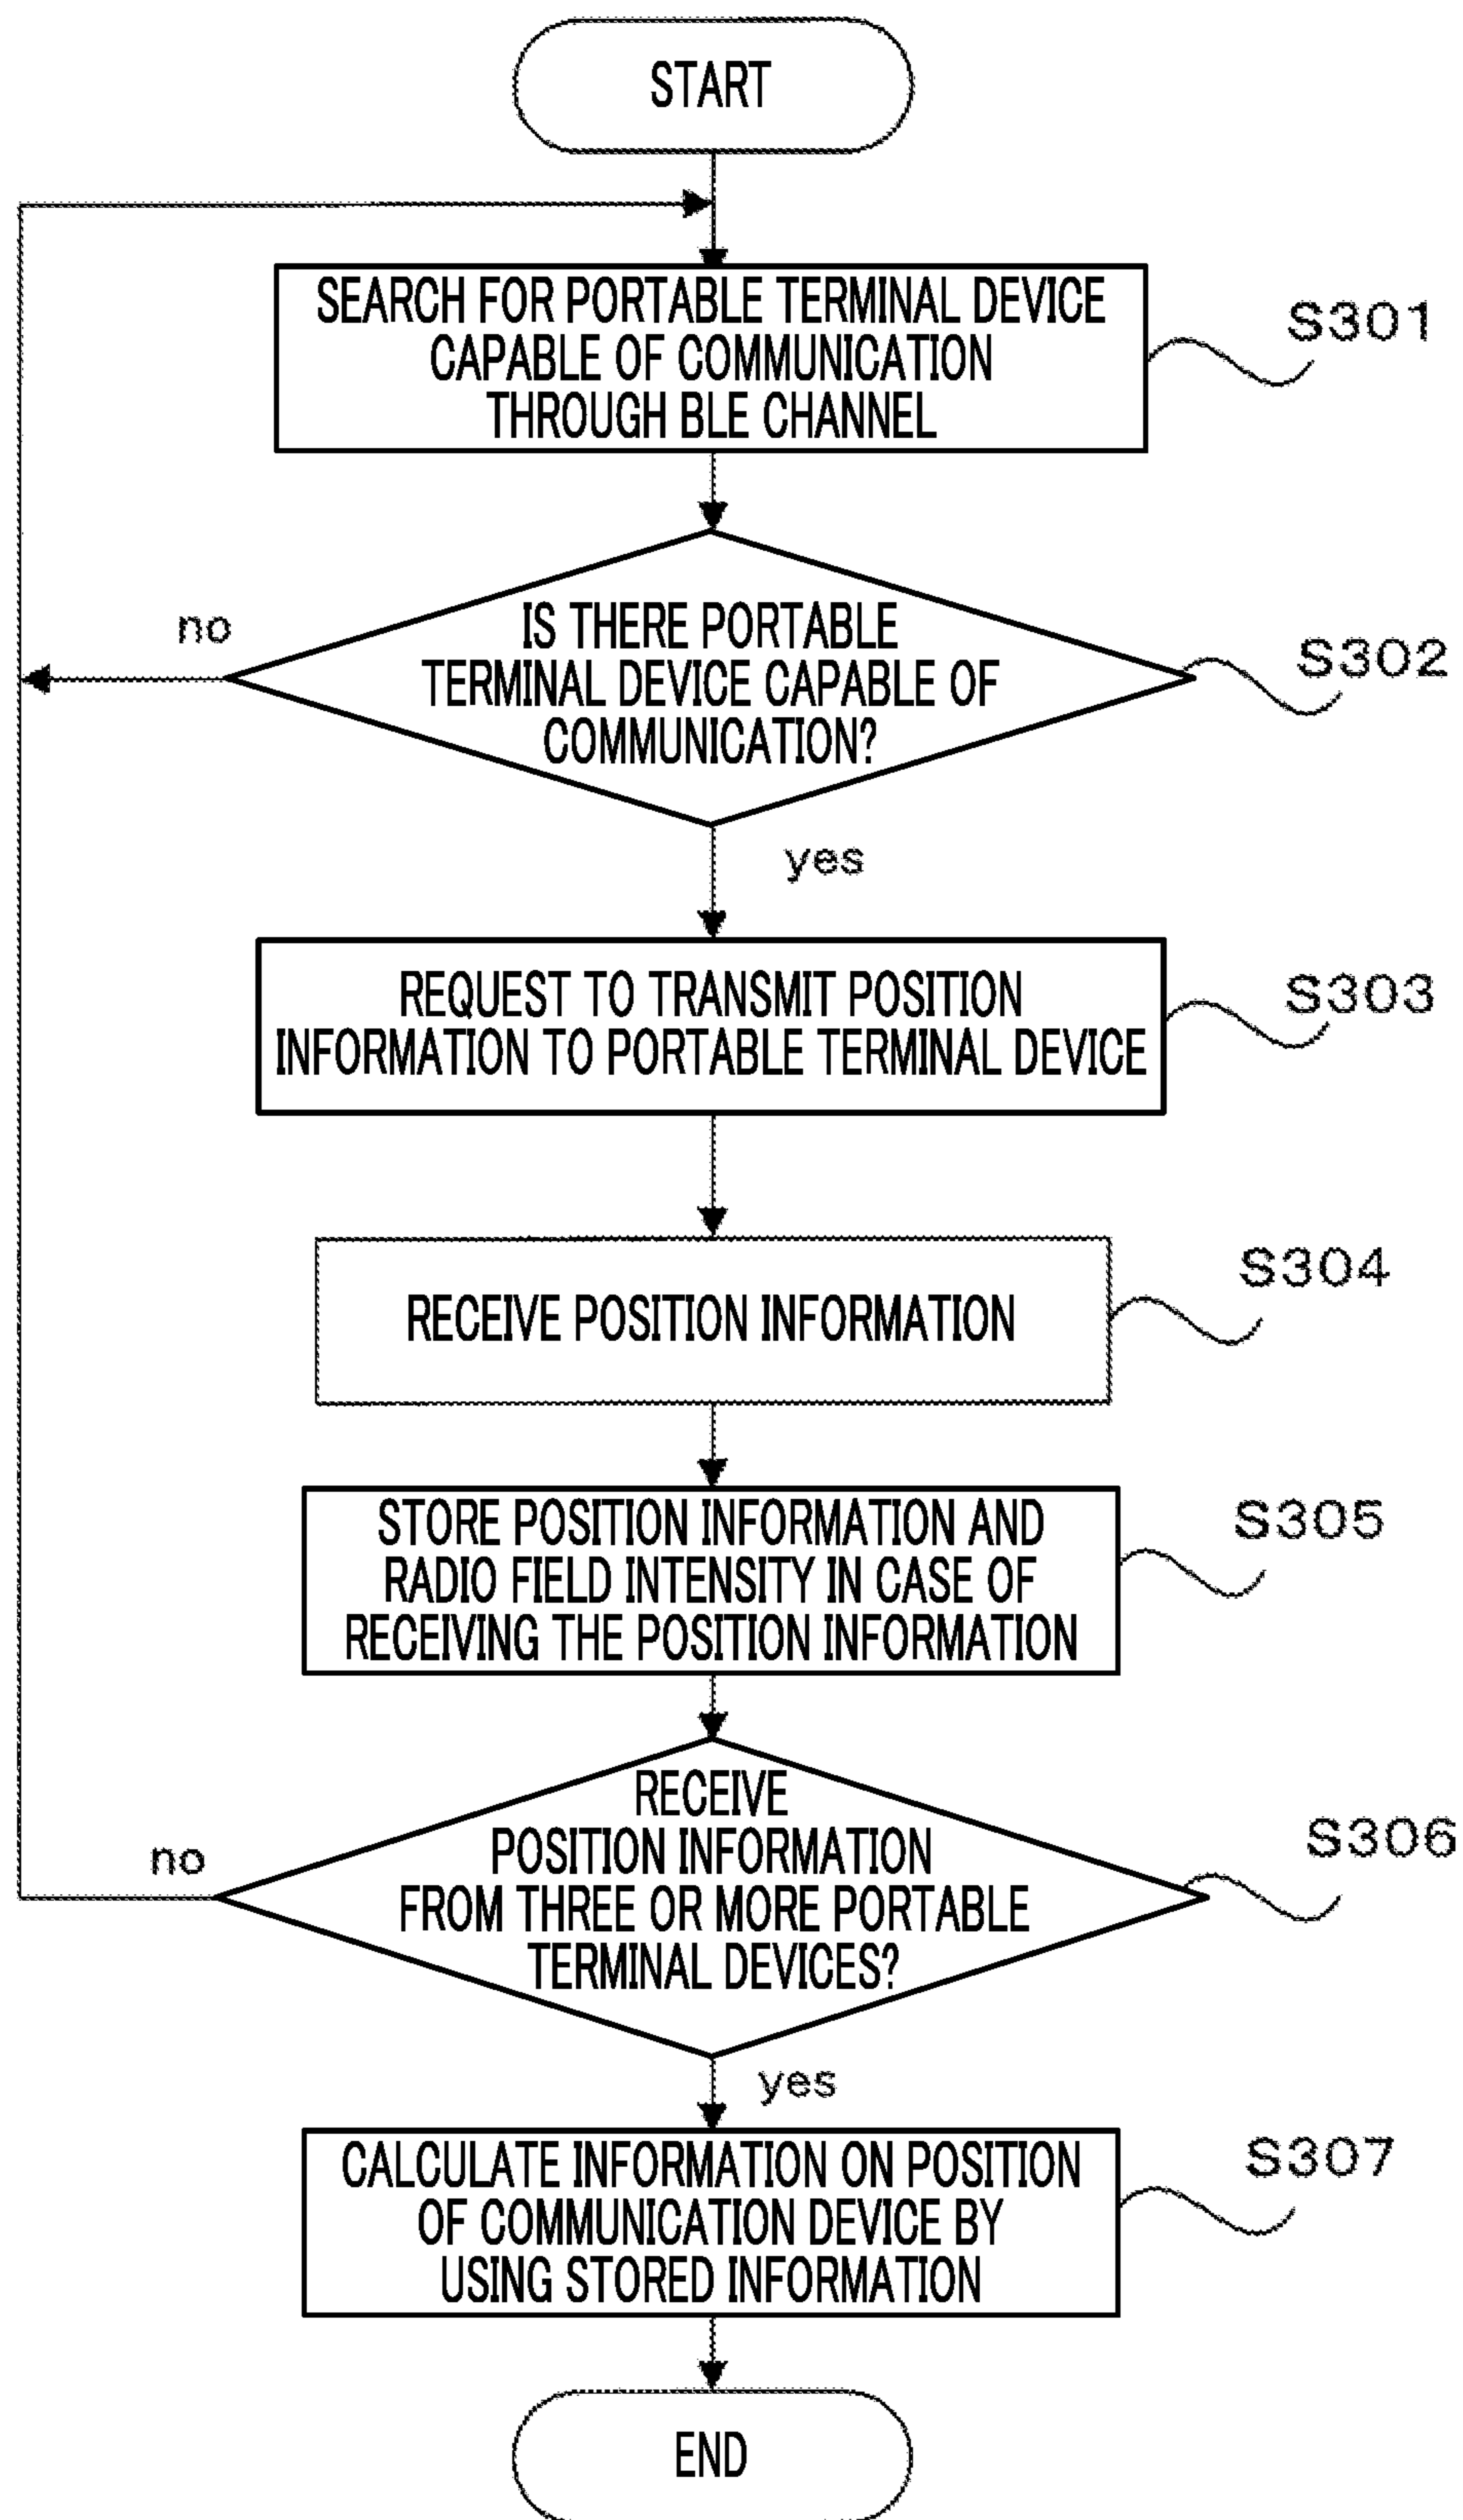 START
SEARCH FOR PORTABLE TERMINAL DEVICE
CAPABLE OF COMMUNICATION
THROUGH BLE CHANNEL
S301
IS THERE PORTABLE
TERMINAL DEVICE CAPABLE OF
COMMUNICATION?
S302
no
yes
REQUEST TO TRANSMIT POSITION
INFORMATION TO PORTABLE TERMINAL DEVICE
S303
RECEIVE POSITION INFORMATION
S304
STORE POSITION INFORMATION AND
RADIO FIELD INTENSITY IN CASE OF
RECEIVING THE POSITION INFORMATION
S305
RECEIVE
POSITION INFORMATION
FROM THREE OR MORE PORTABLE
TERMINAL DEVICES?
S306
no
yes
CALCULATE INFORMATION ON POSITION
OF COMMUNICATION DEVICE BY
USING STORED INFORMATION
S307
END